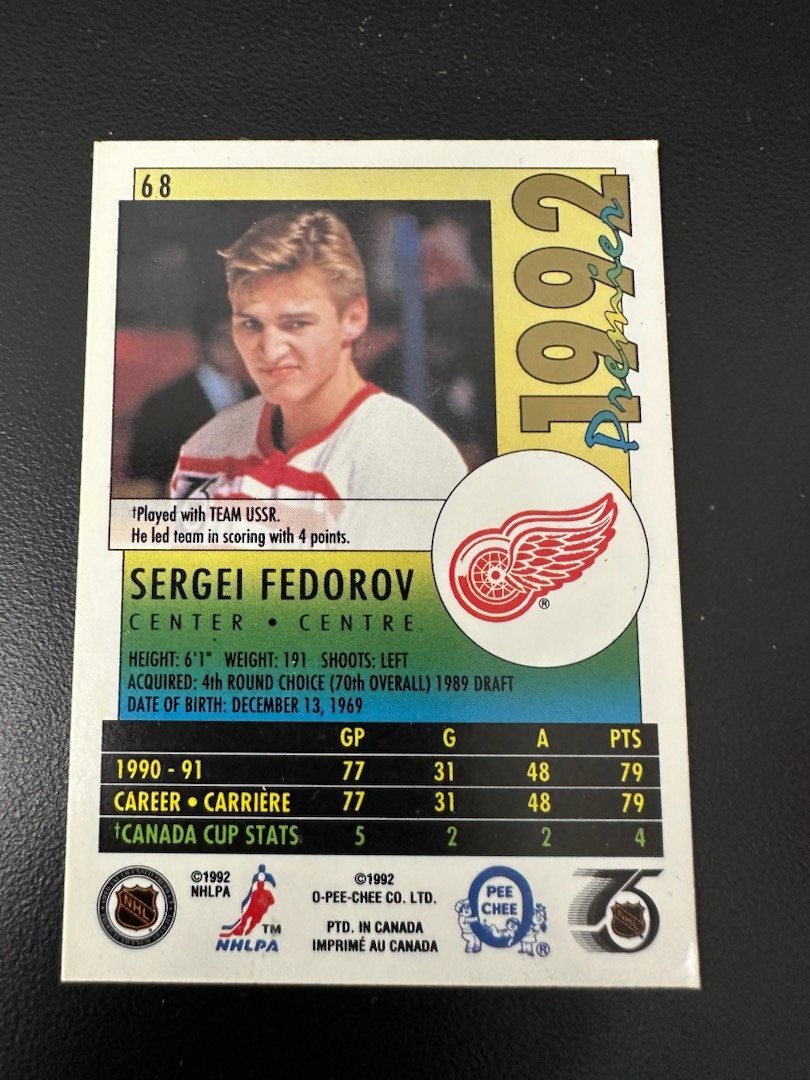 68
1992
Premier
†Played with TEAM USSR.
He led team in scoring with 4 points.
®
SERGEI FEDOROV
CENTER • CENTRE
HEIGHT: 6'1" WEIGHT: 191 SHOOTS: LEFT
ACQUIRED: 4th ROUND CHOICE (70th OVERALL) 1989 DRAFT
DATE OF BIRTH: DECEMBER 13, 1969
GP G A PTS
1990 - 91 77 31 48 79
CAREER • CARRIÈRE 77 31 48 79
†CANADA CUP STATS 5 2 2 4
NHL
©1992
NHLPA
TM
NHLPA
©1992
O-PEE-CHEE CO. LTD.
PTD. IN CANADA
IMPRIMÉ AU CANADA
PEE
CHEE
®
75
NHL